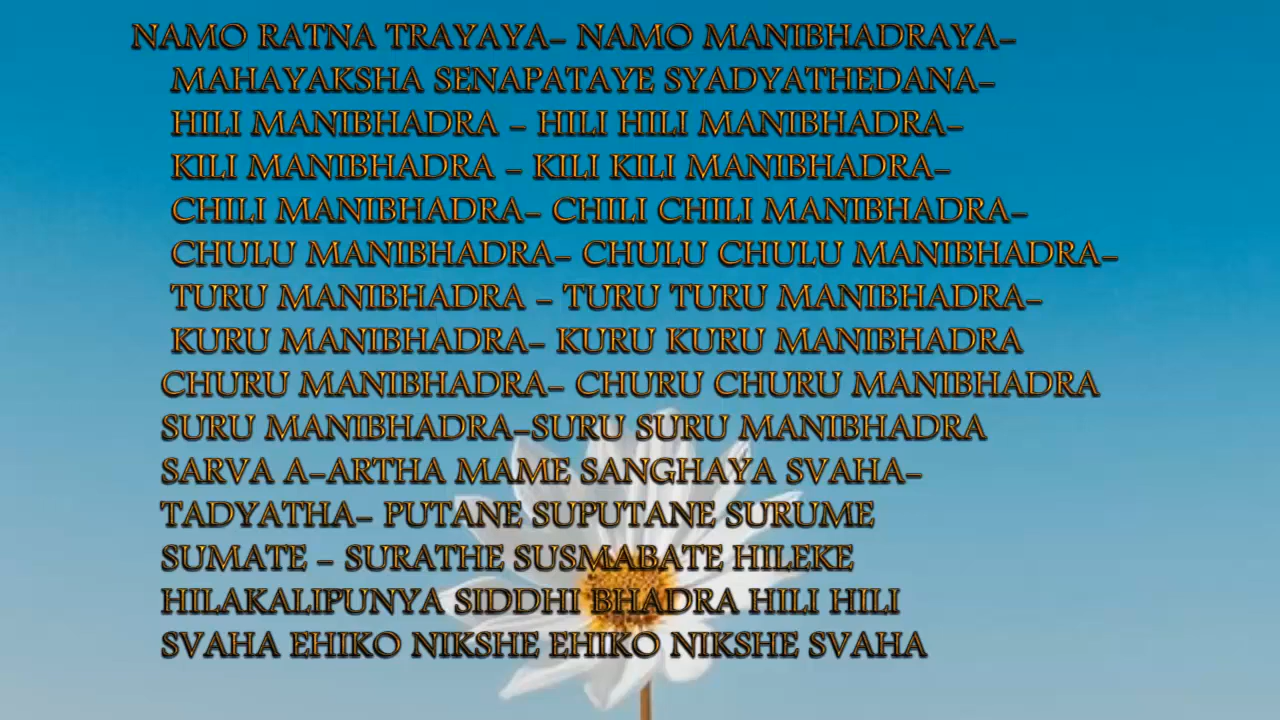 NAMO RATNA TRAYAYA- NAMO MANIBHADRAYA-
MAHAYAKSHA SENAPATAYE SYADYATHEDANA-
HILI MANIBHADRA - HILI HILI MANIBHADRA-
KILI MANIBHADRA - KILI KILI MANIBHADRA-
CHILI MANIBHADRA- CHILI CHILI MANIBHADRA-
CHULU MANIBHADRA- CHULU CHULU MANIBHADRA-
TURU MANIBHADRA - TURU TURU MANIBHADRA-
KURU MANIBHADRA- KURU KURU MANIBHADRA
CHURU MANIBHADRA- CHURU CHURU MANIBHADRA
SURU MANIBHADRA-SURU SURU MANIBHADRA
SARVA A-ARTHA MAME SANGHAYA SVAHA-
TADYATHA- PUTANE SUPUTANE SURUME
SUMATE - SURATHE SUSMABATE HILEKE
HILAKALIPUNYA SIDDHI BHADRA HILI HILI
SVAHA EHIKO NIKSHE EHIKO NIKSHE SVAHA